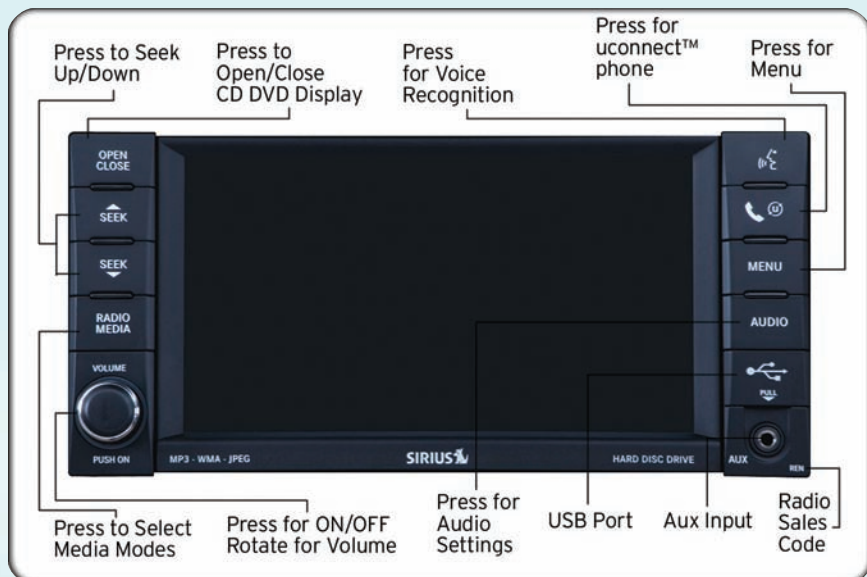 Press to Seek
Up/Down
Press to
Open/Close
CD DVD Display
Press
for Voice
Recognition
Press for
uconnect™
phone
Press for
Menu
OPEN
CLOSE
SEEK
SEEK
RADIO
MEDIA
VOLUME
PUSH ON
MP3 - WMA - JPEG
SIRIUS
HARD DISC DRIVE
MENU
AUDIO
PULL
AUX
REN
Press to Select
Media Modes
Press for ON/OFF
Rotate for Volume
Press for
Audio
Settings
USB Port
Aux Input
Radio
Sales
Code